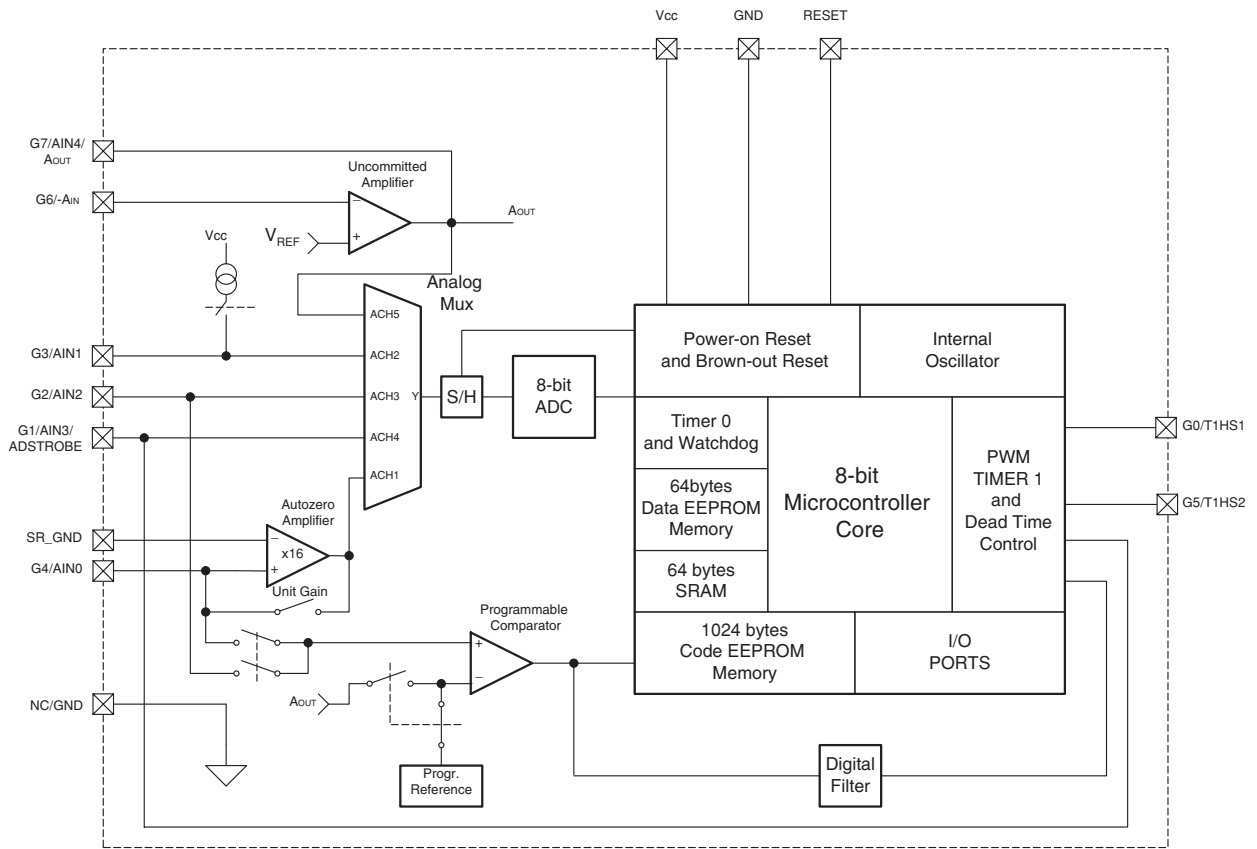 Vcc
GND
RESET
G7/AIN4/
AOUT
Uncommitted
Amplifier
G6/-AIN
−
+
VREF
AOUT
Vcc
Analog
Mux
ACH5
G3/AIN1
ACH2
G2/AIN2
ACH3
Y
G1/AIN3/
ADSTROBE
ACH4
ACH1
S/H
8-bit
ADC
Power-on Reset
and Brown-out Reset
Internal
Oscillator
Timer 0
and Watchdog
64bytes
Data EEPROM
Memory
64 bytes
SRAM
8-bit
Microcontroller
Core
PWM
TIMER 1
and
Dead Time
Control
1024 bytes
Code EEPROM
Memory
I/O
PORTS
G0/T1HS1
G5/T1HS2
Autozero
Amplifier
SR_GND
−
x16
G4/AIN0
+
Unit Gain
Programmable
Comparator
+
−
AOUT
NC/GND
Progr.
Reference
Digital
Filter